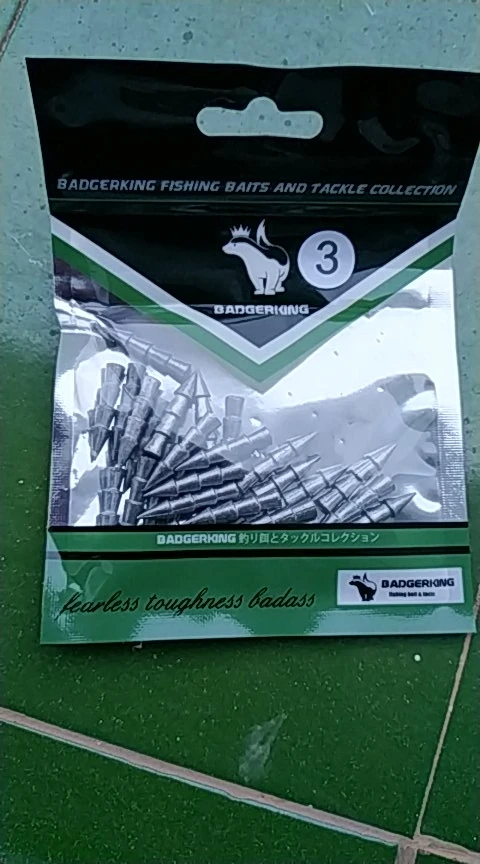 BADGERKING FISHING BAITS AND TACKLE COLLECTION
3
BADGERKING
BADGERKING 釣り餌とタックルコレクション
fearless toughness badass
BADGERKING
fishing bait & lures